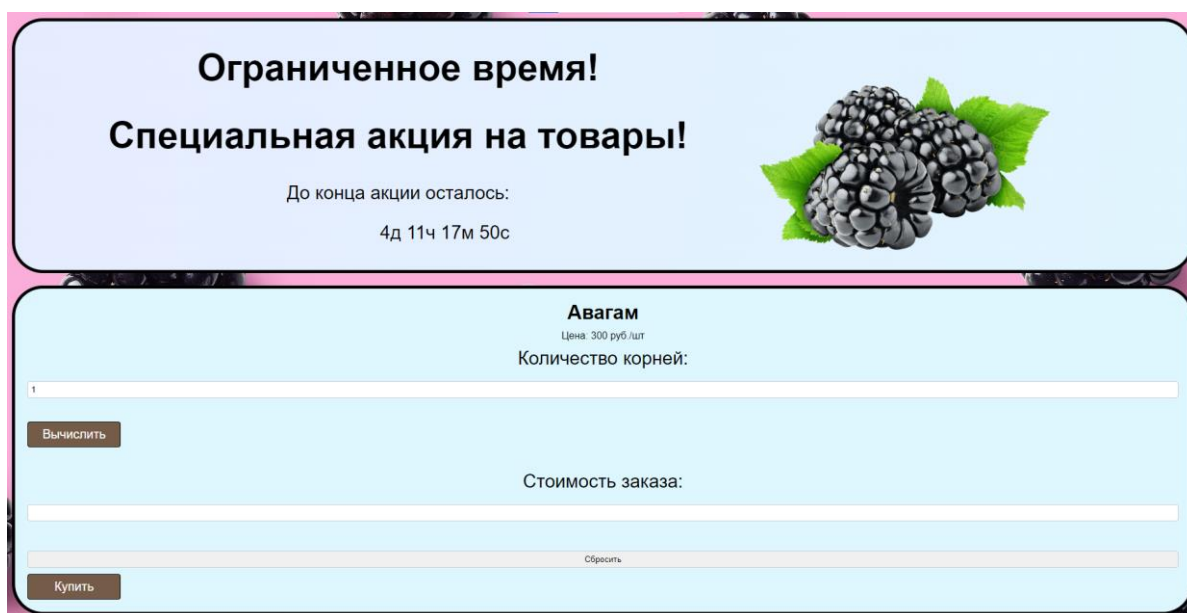 Ограниченное время!
Специальная акция на товары!
До конца акции осталось:
4д 11ч 17м 50с
Авагам
Цена: 300 руб./шт
Количество корней:
1
Вычислить
Стоимость заказа:
Сбросить
Купить